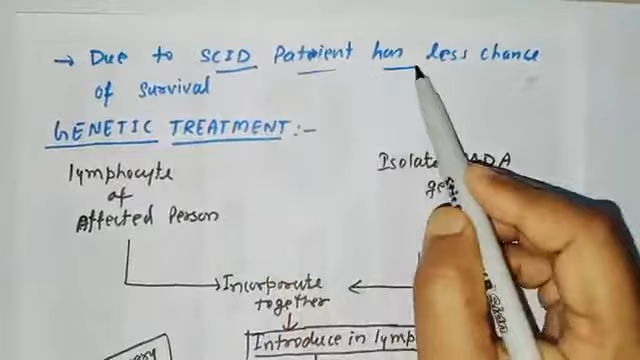 → Due to SCID Patient has less chance
of survival
GENETIC TREATMENT :-
lymphocyte
of
Affected Person
Isolate ADA
Incorporate
together
Introduce in lymp